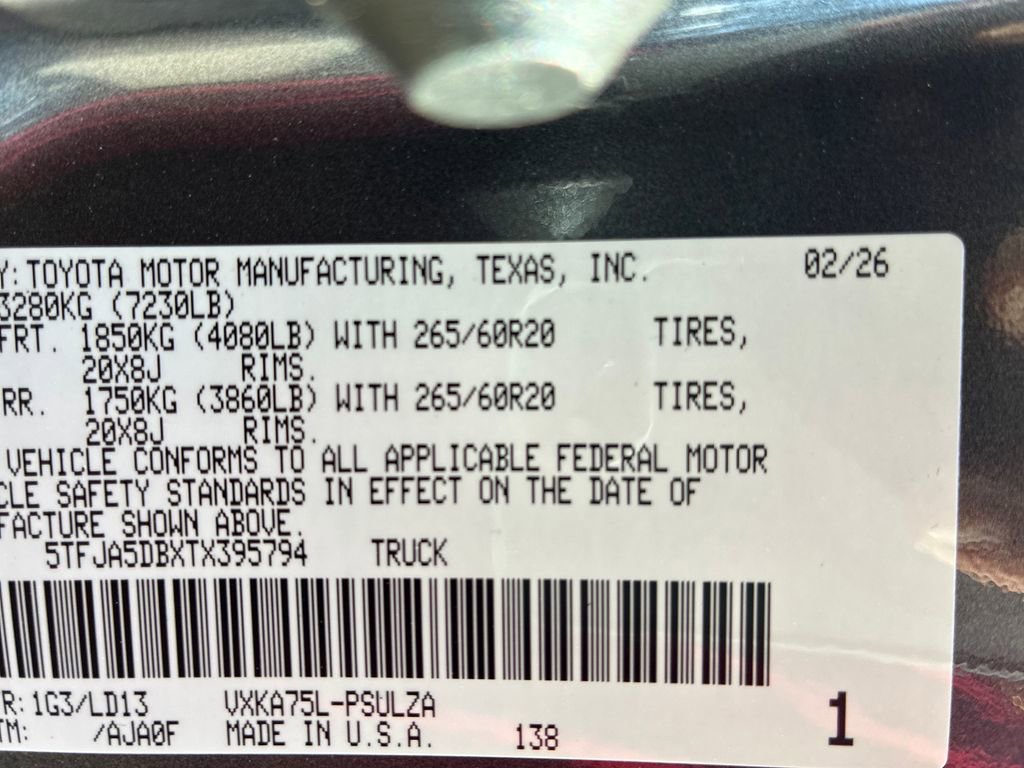 Y: TOYOTA MOTOR MANUFACTURING, TEXAS, INC. 02/26
3280KG (7230LB)
FRT. 1850KG (4080LB) WITH 265/60R20 TIRES,
20X8J RIMS.
RR. 1750KG (3860LB) WITH 265/60R20 TIRES,
20X8J RIMS.
VEHICLE CONFORMS TO ALL APPLICABLE FEDERAL MOTOR
CLE SAFETY STANDARDS IN EFFECT ON THE DATE OF
FACTURE SHOWN ABOVE.
5TFJA5DBXTX395794 TRUCK
R: 1G3/LD13 VXKA75L-PSULZA
TM: /AJA0F MADE IN U.S.A. 138 1